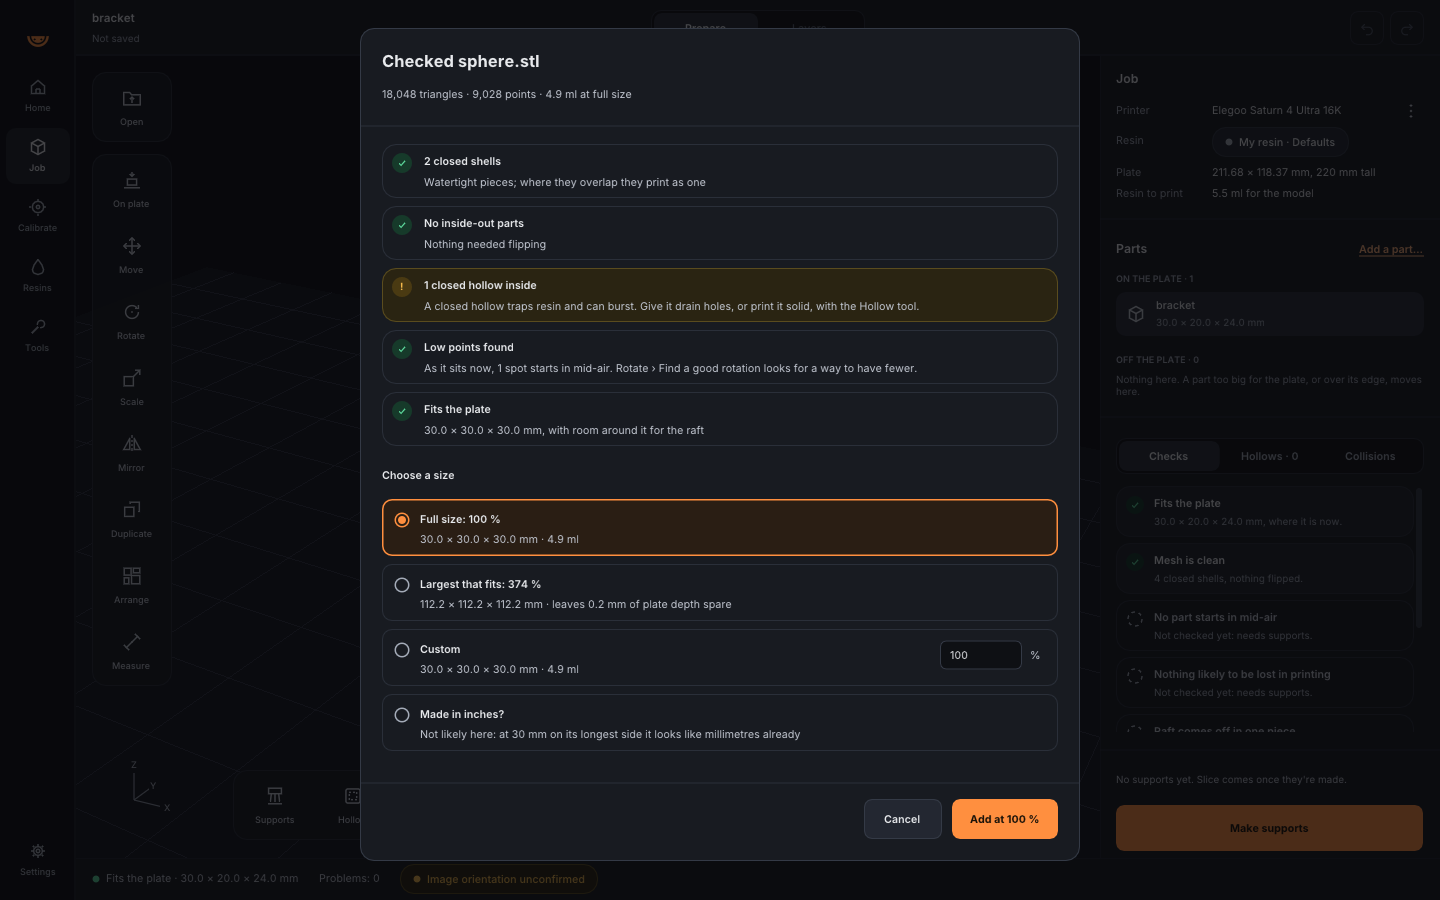 bracket
Not saved
Prepare
Layers
Home
Job
Calibrate
Resins
Tools
Settings
Open
On plate
Move
Rotate
Scale
Mirror
Duplicate
Arrange
Measure
Z
Y
X
Supports
Hollo
Checked sphere.stl
18,048 triangles · 9,028 points · 4.9 ml at full size
2 closed shells
Watertight pieces; where they overlap they print as one
No inside-out parts
Nothing needed flipping
1 closed hollow inside
A closed hollow traps resin and can burst. Give it drain holes, or print it solid, with the Hollow tool.
Low points found
As it sits now, 1 spot starts in mid-air. Rotate › Find a good rotation looks for a way to have fewer.
Fits the plate
30.0 × 30.0 × 30.0 mm, with room around it for the raft
Choose a size
Full size: 100 %
30.0 × 30.0 × 30.0 mm · 4.9 ml
Largest that fits: 374 %
112.2 × 112.2 × 112.2 mm · leaves 0.2 mm of plate depth spare
Custom
30.0 × 30.0 × 30.0 mm · 4.9 ml
100 %
Made in inches?
Not likely here: at 30 mm on its longest side it looks like millimetres already
Cancel
Add at 100 %
Job
Printer Elegoo Saturn 4 Ultra 16K
Resin My resin · Defaults
Plate 211.68 × 118.37 mm, 220 mm tall
Resin to print 5.5 ml for the model
Parts Add a part...
ON THE PLATE · 1
bracket
30.0 × 20.0 × 24.0 mm
OFF THE PLATE · 0
Nothing here. A part too big for the plate, or over its edge, moves
here.
Checks Hollows · 0 Collisions
Fits the plate
30.0 × 20.0 × 24.0 mm, where it is now.
Mesh is clean
4 closed shells, nothing flipped.
No part starts in mid-air
Not checked yet: needs supports.
Nothing likely to be lost in printing
Not checked yet: needs supports.
Raft comes off in one piece
No supports yet. Slice comes once they're made.
Make supports
Fits the plate · 30.0 × 20.0 × 24.0 mm Problems: 0 Image orientation unconfirmed